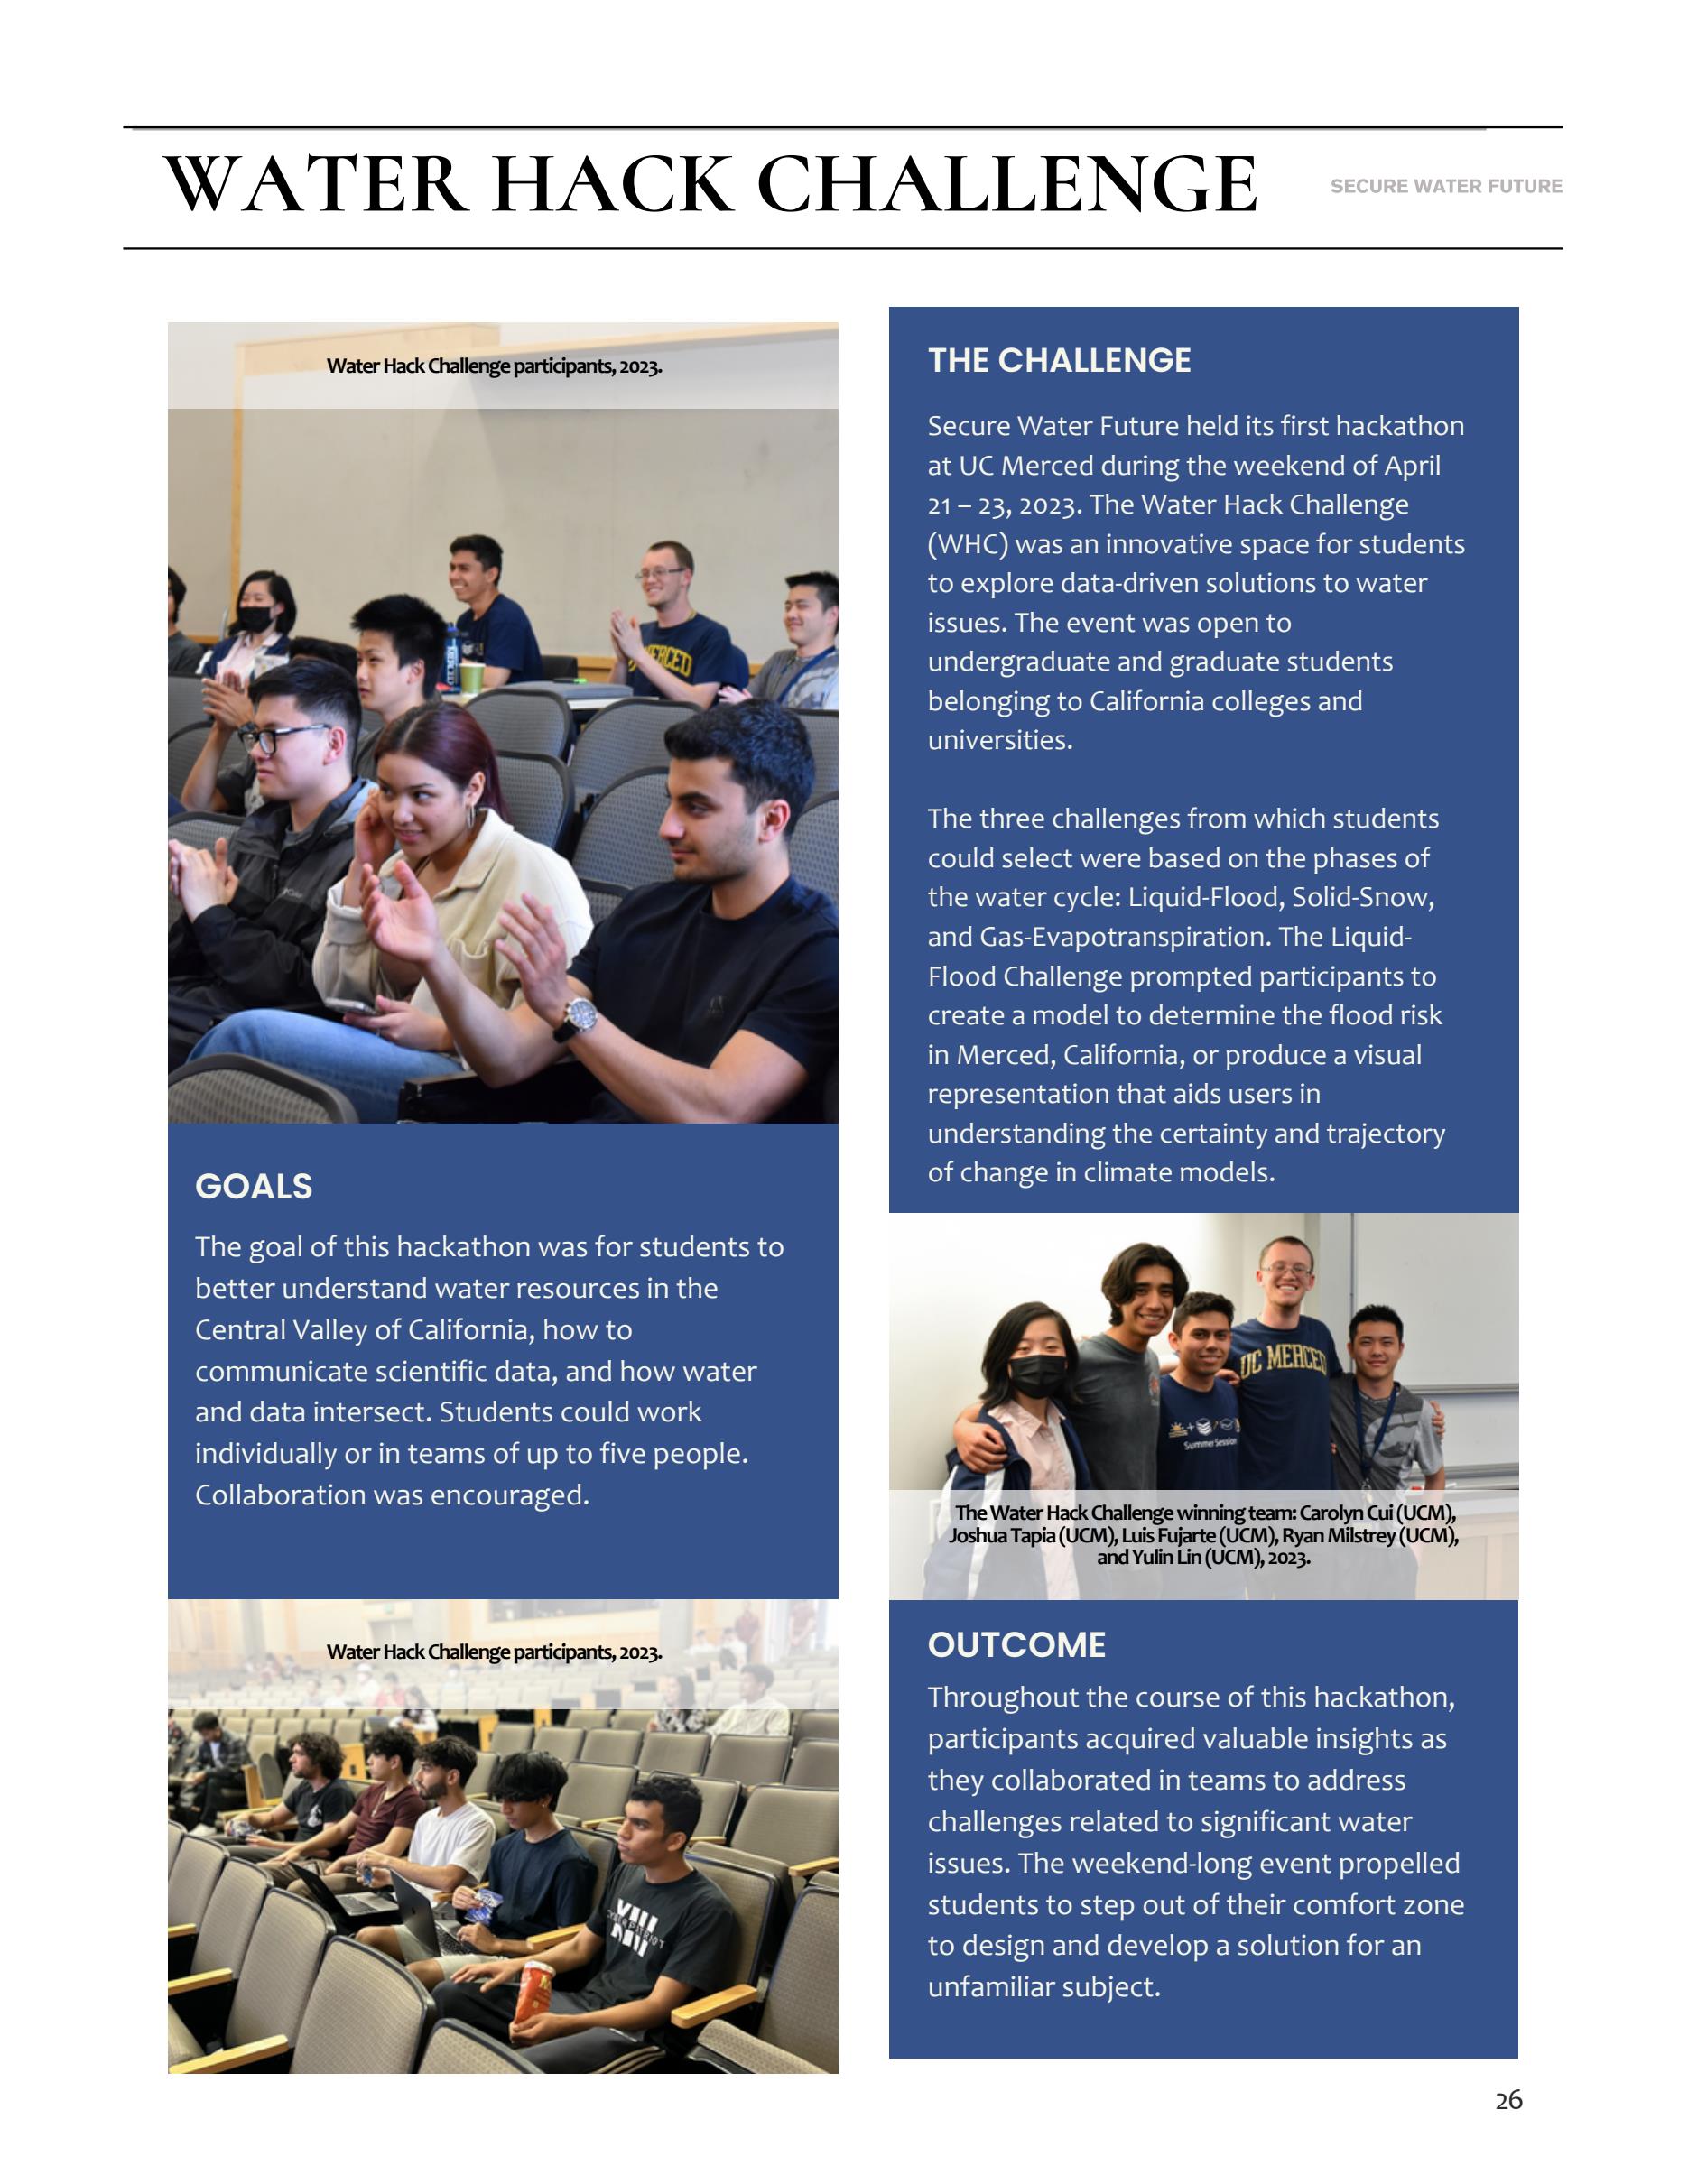 WATER HACK CHALLENGE
SECURE WATER FUTURE
Water Hack Challenge participants, 2023.
MERCED
GOALS
The goal of this hackathon was for students to
better understand water resources in the
Central Valley of California, how to
communicate scientific data, and how water
and data intersect. Students could work
individually or in teams of up to five people.
Collaboration was encouraged.
Water Hack Challenge participants, 2023.
THE CHALLENGE
Secure Water Future held its first hackathon
at UC Merced during the weekend of April
21 – 23, 2023. The Water Hack Challenge
(WHC) was an innovative space for students
to explore data-driven solutions to water
issues. The event was open to
undergraduate and graduate students
belonging to California colleges and
universities.
The three challenges from which students
could select were based on the phases of
the water cycle: Liquid-Flood, Solid-Snow,
and Gas-Evapotranspiration. The Liquid-
Flood Challenge prompted participants to
create a model to determine the flood risk
in Merced, California, or produce a visual
representation that aids users in
understanding the certainty and trajectory
of change in climate models.
UC MERCED
Summer Session
The Water Hack Challenge winning team: Carolyn Cui (UCM),
Joshua Tapia (UCM), Luis Fujarte (UCM), Ryan Milstrey (UCM),
and Yulin Lin (UCM), 2023.
OUTCOME
Throughout the course of this hackathon,
participants acquired valuable insights as
they collaborated in teams to address
challenges related to significant water
issues. The weekend-long event propelled
students to step out of their comfort zone
to design and develop a solution for an
unfamiliar subject.
26